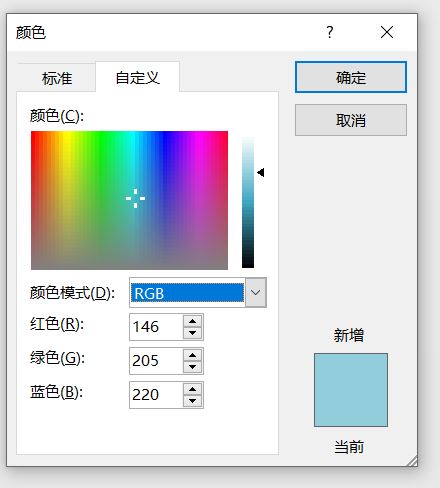 颜色 ?
标准 自定义 确定
取消
颜色(C):
颜色模式(D): RGB
红色(R): 146
绿色(G): 205
蓝色(B): 220
新增
当前